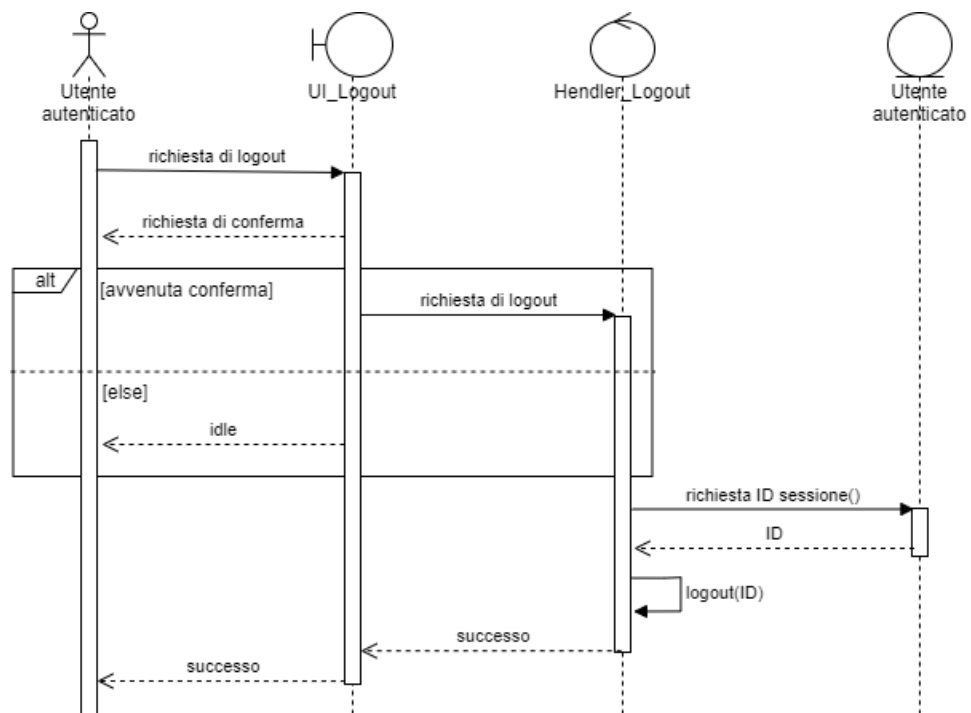 Utente
autenticato
UI_Logout
Hendler_Logout
Utente
autenticato
richiesta di logout
richiesta di conferma
alt
[avvenuta conferma]
richiesta di logout
[else]
idle
richiesta ID sessione()
ID
logout(ID)
successo
successo